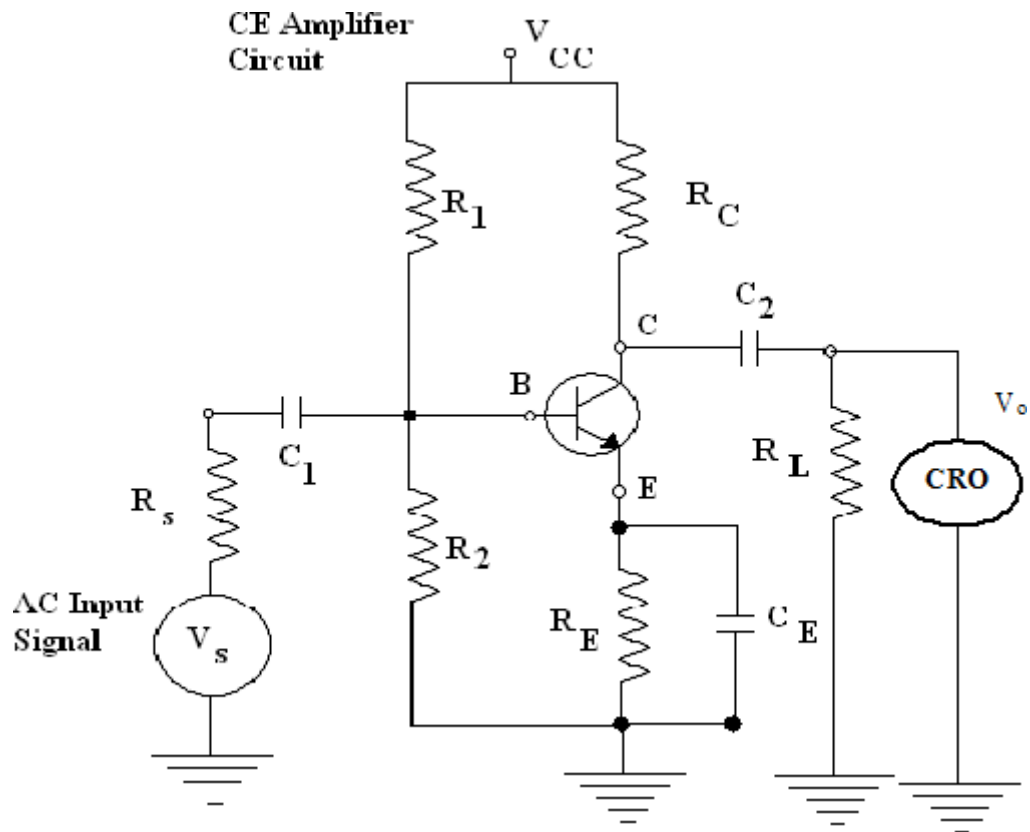 CE Amplifier
Circuit
V
CC
R 1
R C
C 2
C
B
V o
C 1
R L
CRO
E
R s
R 2
AC Input
Signal
V s
R E
C E